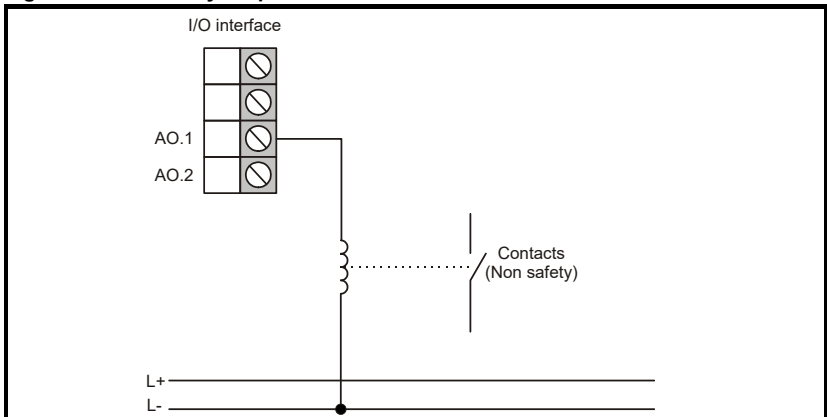 I/O interface
AO.1
AO.2
Contacts
(Non safety)
L+
L-